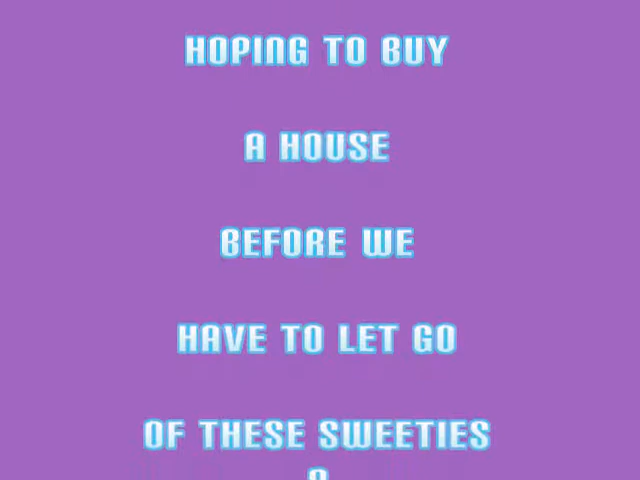 HOPING TO BUY
A HOUSE
BEFORE WE
HAVE TO LET GO
OF THESE SWEETIES